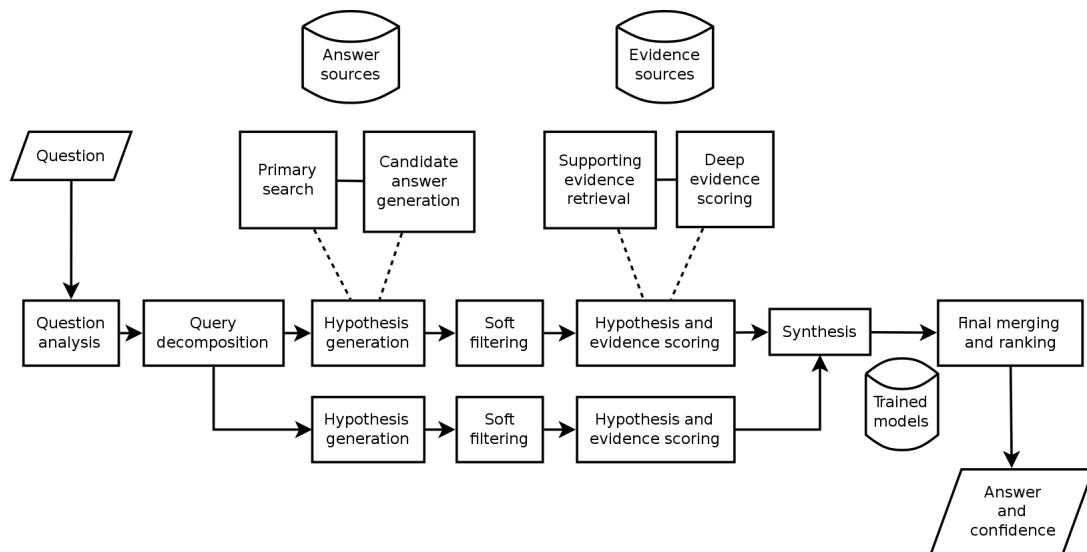 Answer
sources
Evidence
sources
Question
Primary
search
Candidate
answer
generation
Supporting
evidence
retrieval
Deep
evidence
scoring
Question
analysis
Query
decomposition
Hypothesis
generation
Soft
filtering
Hypothesis and
evidence scoring
Synthesis
Final merging
and ranking
Trained
models
Hypothesis
generation
Soft
filtering
Hypothesis and
evidence scoring
Answer
and
confidence